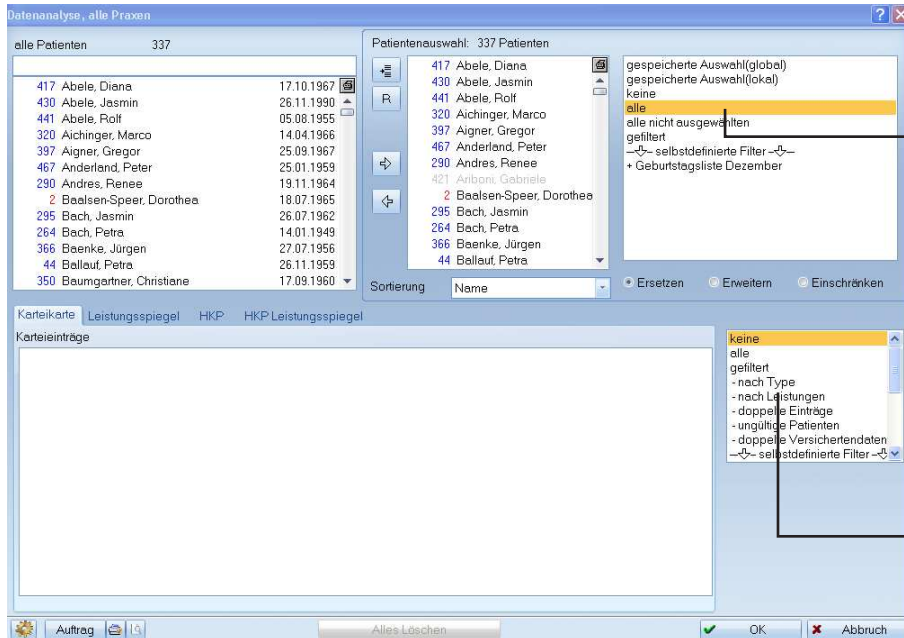 Datenanalyse, alle Praxen
alle Patienten 337
417 Abele, Diana 17.10.1967
430 Abele, Jasmin 26.11.1990
441 Abele, Rolf 05.08.1955
320 Aichinger, Marco 14.04.1966
397 Aigner, Gregor 25.09.1967
467 Anderland, Peter 25.01.1959
290 Andres, Renee 19.11.1964
2 Baalsen-Speer, Dorothea 18.07.1965
295 Bach, Jasmin 26.07.1962
264 Bach, Petra 14.01.1949
366 Baenke, Jürgen 27.07.1956
44 Ballauf, Petra 26.11.1959
350 Baumgartner, Christiane 17.09.1960
Patientenauswahl: 337 Patienten
R
417 Abele, Diana
430 Abele, Jasmin
441 Abele, Rolf
320 Aichinger, Marco
397 Aigner, Gregor
467 Anderland, Peter
290 Andres, Renee
421 Ariboni, Gabriele
2 Baalsen-Speer, Dorothea
295 Bach, Jasmin
264 Bach, Petra
366 Baenke, Jürgen
44 Ballauf, Petra
Sortierung Name
gespeicherte Auswahl(global)
gespeicherte Auswahl(lokal)
keine
alle
alle nicht ausgewählten
gefiltert
selbstdefinierte Filter
+ Geburtstagsliste Dezember
Ersetzen Erweitern Einschränken
Karteikarte Leistungsspiegel HKP HKP Leistungsspiegel
Karteieinträge
keine
alle
gefiltert
- nach Type
- nach Leistungen
- doppelte Einträge
- ungültige Patienten
- doppelte Versichertendaten
selbstdefinierte Filter
Auftrag Alles Löschen OK Abbruch